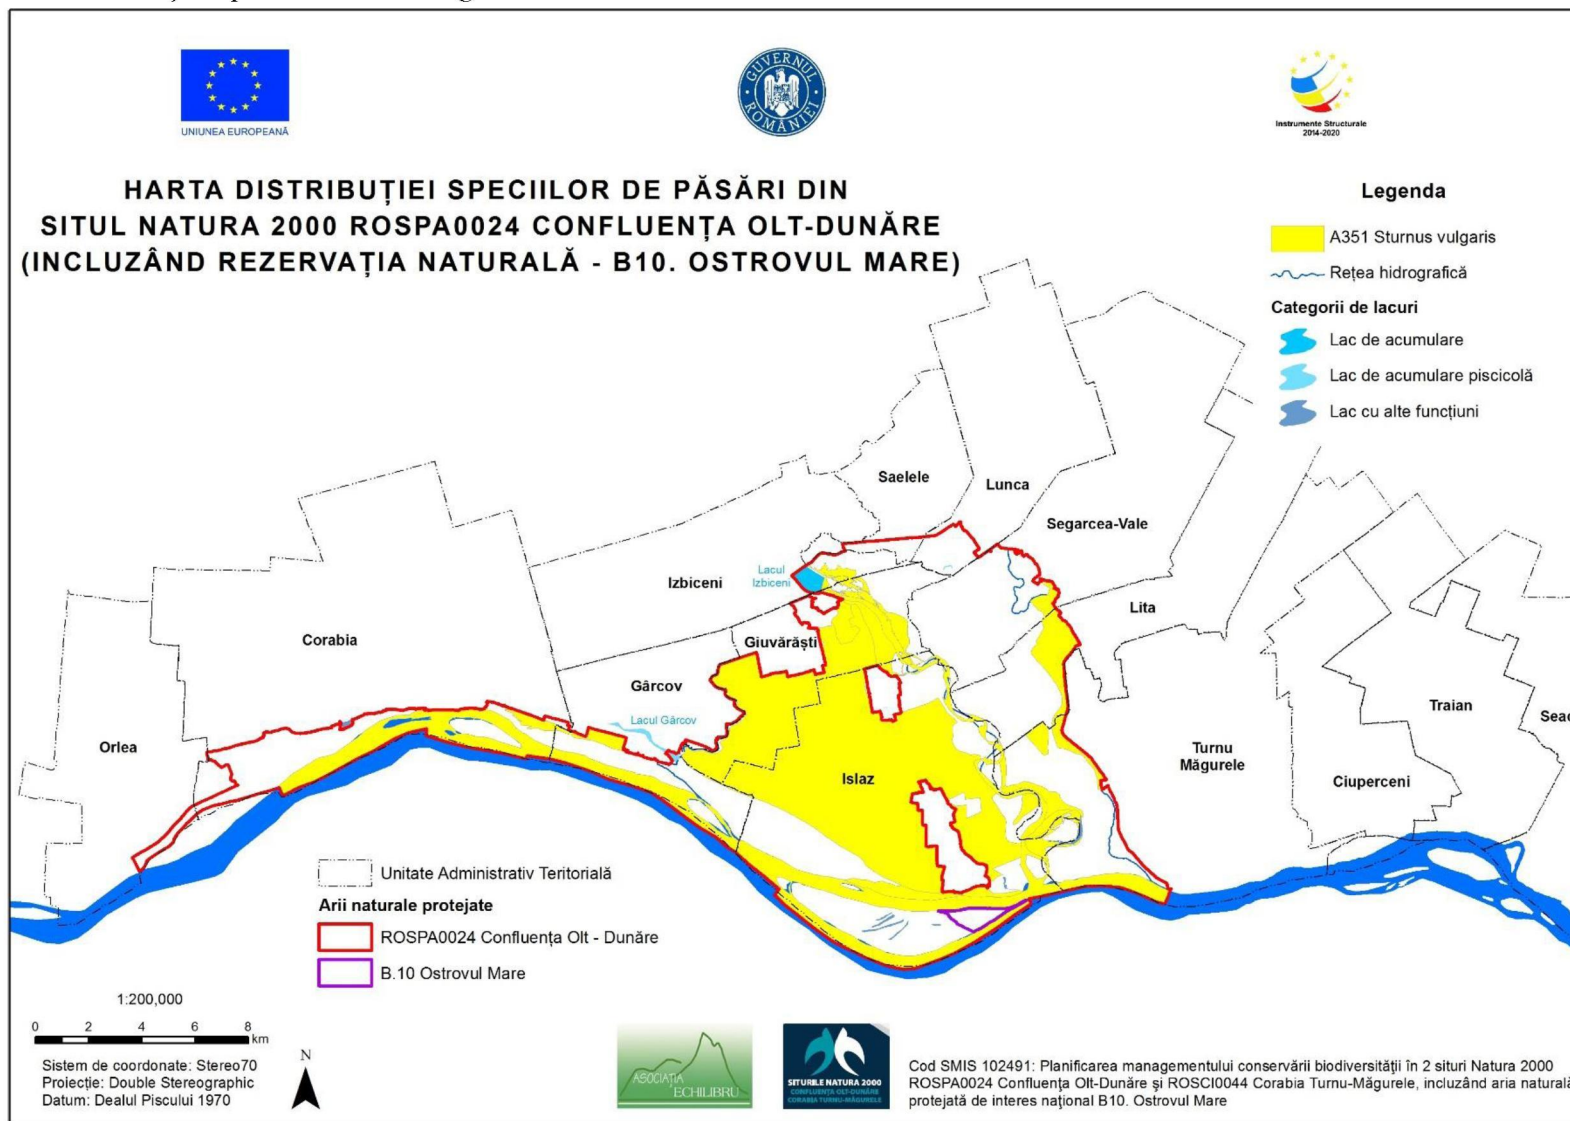 UNIUNEA EUROPEANĂ
GUVERNUL ROMÂNIEI
Instrumente Structurale
2014-2020
HARTA DISTRIBUȚIEI SPECIILOR DE PĂSĂRI DIN
SITUL NATURA 2000 ROSPA0024 CONFLUENȚA OLT-DUNĂRE
(INCLUZÂND REZERVAȚIA NATURALĂ - B10. OSTROVUL MARE)
Legenda
A351 Sturnus vulgaris
Rețea hidrografică
Categorii de lacuri
Lac de acumulare
Lac de acumulare piscicolă
Lac cu alte funcțiuni
Saelele
Lunca
Segarcea-Vale
Lacul
Izbiceni
Izbiceni
Lita
Corabia
Giuvărăști
Gârcov
Traian
Lacul Gârcov
Orlea
Turnu
Măgurele
Islaz
Ciuperceni
Unitate Administrativ Teritorială
Arii naturale protejate
ROSPA0024 Confluența Olt - Dunăre
B.10 Ostrovul Mare
1:200,000
0 2 4 6 8
km
N
Sistem de coordonate: Stereo70
Proiecție: Double Stereographic
Datum: Dealul Piscului 1970
ASOCIAȚIA
ECHILIBRU
SITURILE NATURA 2000
CONFLUENȚA OLT-DUNĂRE
CORABIA TURNU-MĂGURELE
Cod SMIS 102491: Planificarea managementului conservării biodiversității în 2 situri Natura 2000
ROSPA0024 Confluența Olt-Dunăre și ROSCI0044 Corabia Turnu-Măgurele, incluzând aria naturală
protejată de interes național B10. Ostrovul Mare